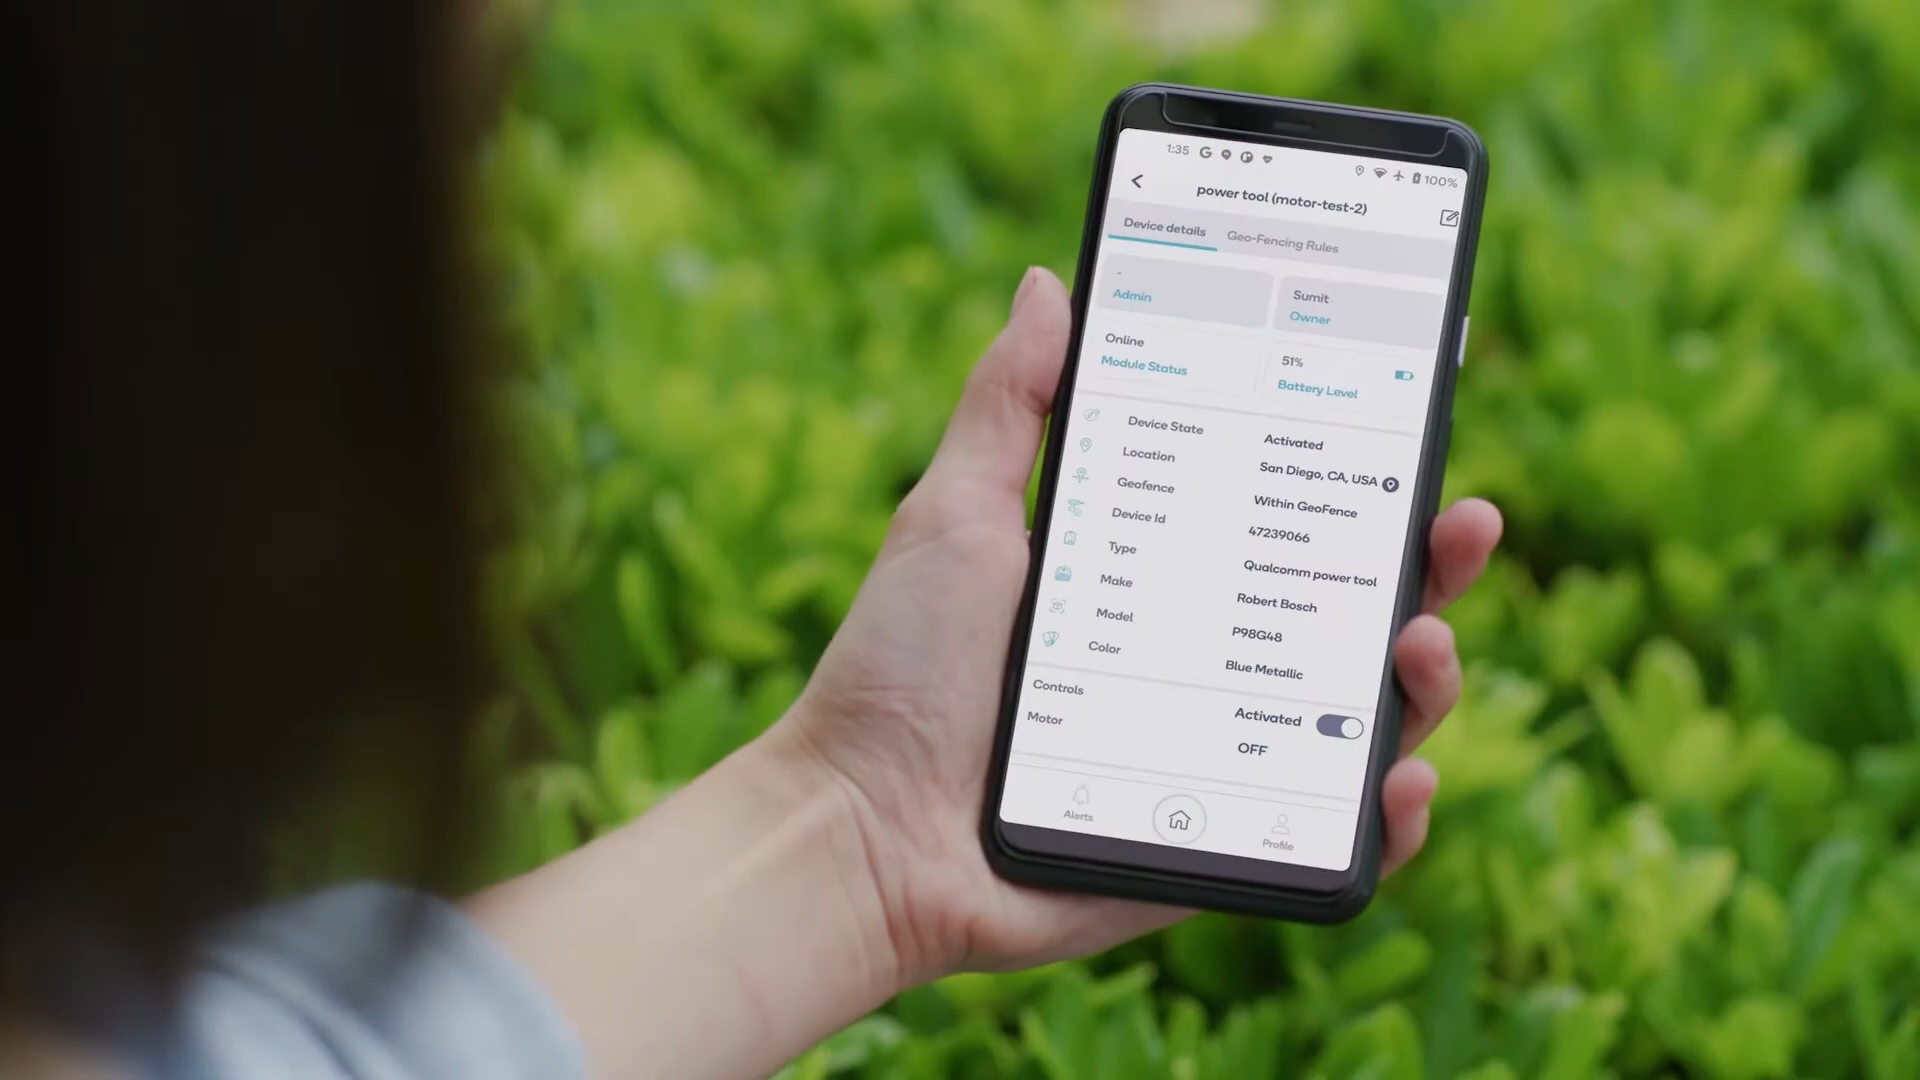 1:35 100%
power tool (motor-test-2)
Device details Geo-Fencing Rules
-
Admin
Sumit
Owner
Online
Module Status
51%
Battery Level
Device State Activated
Location San Diego, CA, USA
Geofence Within GeoFence
Device Id 47239066
Type Qualcomm power tool
Make Robert Bosch
Model P98G48
Color Blue Metallic
Controls Activated
Motor OFF
Alerts
Profile